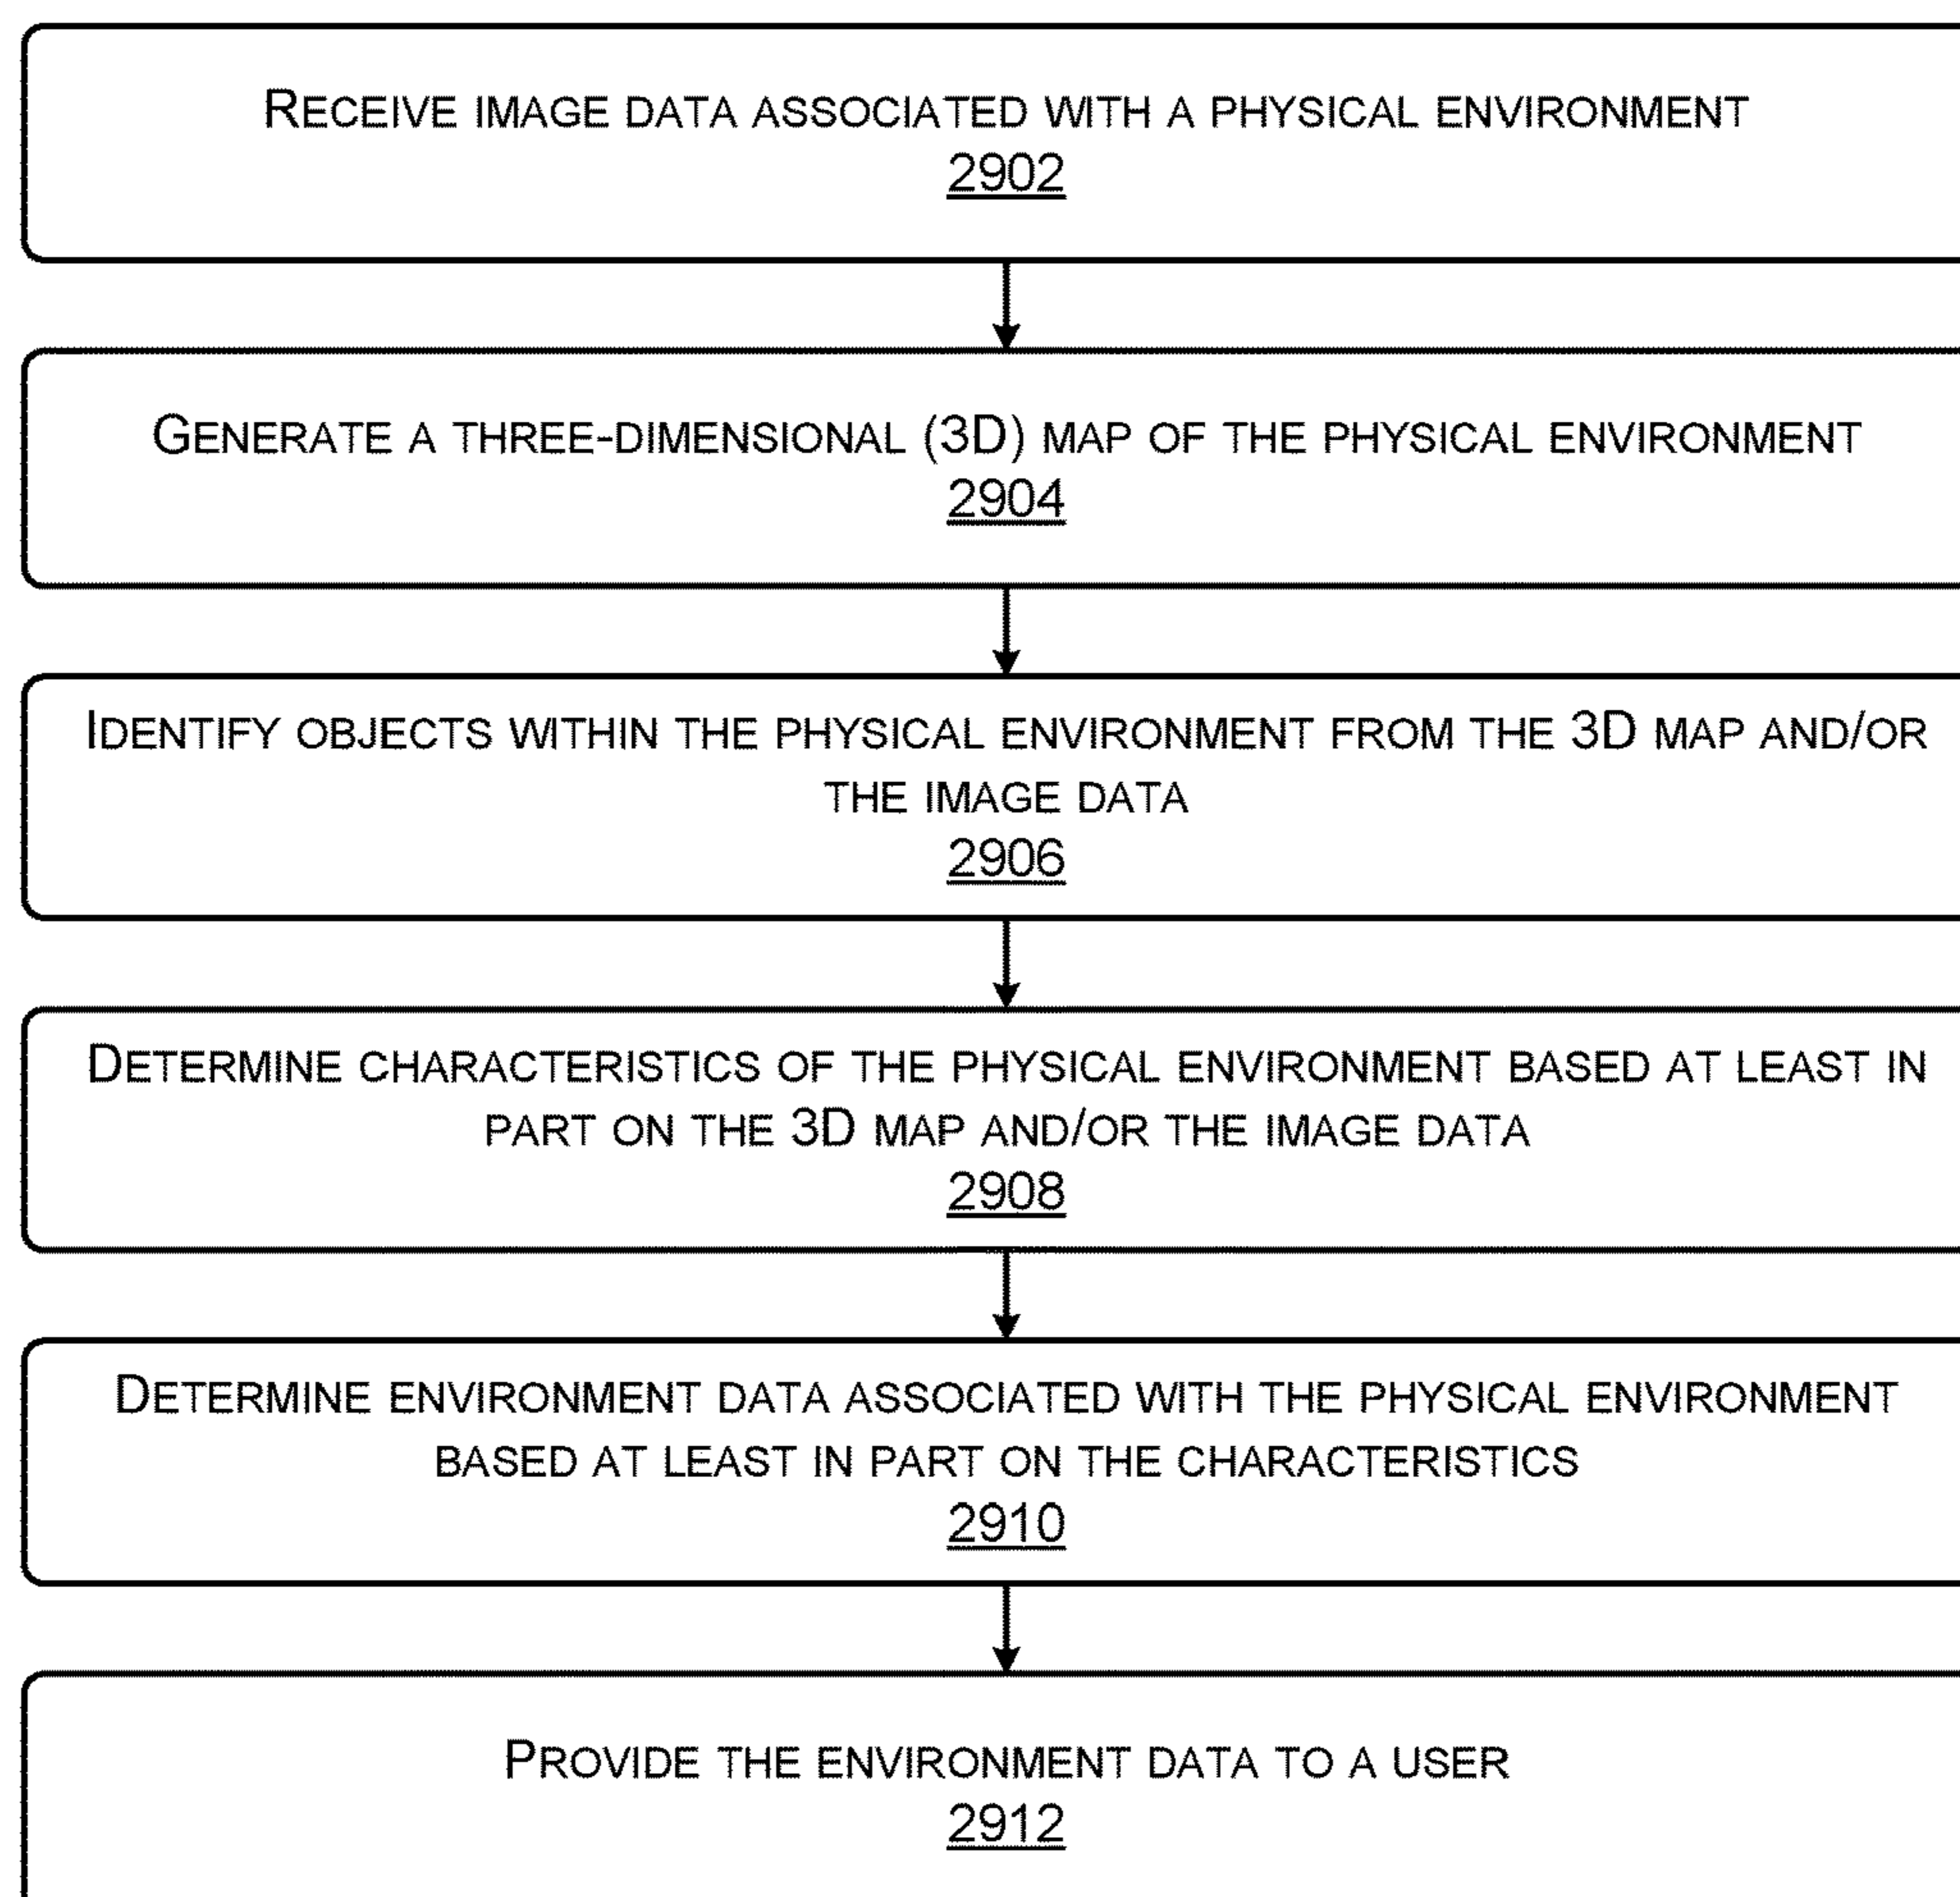 RECEIVE IMAGE DATA ASSOCIATED WITH A PHYSICAL ENVIRONMENT
2902
GENERATE A THREE-DIMENSIONAL (3D) MAP OF THE PHYSICAL ENVIRONMENT
2904
IDENTIFY OBJECTS WITHIN THE PHYSICAL ENVIRONMENT FROM THE 3D MAP AND/OR
THE IMAGE DATA
2906
DETERMINE CHARACTERISTICS OF THE PHYSICAL ENVIRONMENT BASED AT LEAST IN
PART ON THE 3D MAP AND/OR THE IMAGE DATA
2908
DETERMINE ENVIRONMENT DATA ASSOCIATED WITH THE PHYSICAL ENVIRONMENT
BASED AT LEAST IN PART ON THE CHARACTERISTICS
2910
PROVIDE THE ENVIRONMENT DATA TO A USER
2912